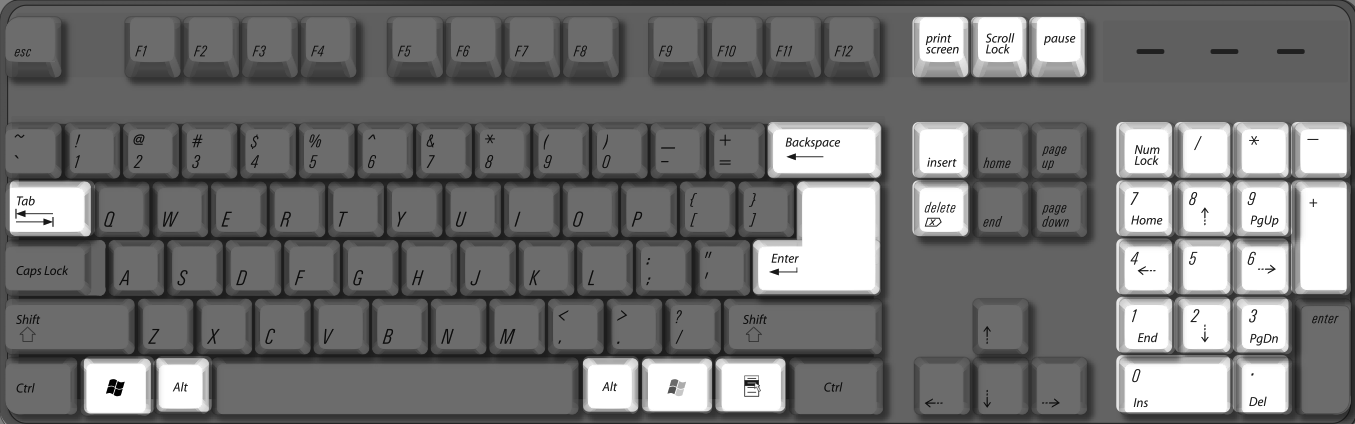 esc F1 F2 F3 F4 F5 F6 F7 F8 F9 F10 F11 F12 print screen Scroll Lock pause
~ ` ! 1 @ 2 # 3 $ 4 % 5 ^ 6 & 7 * 8 ( 9 ) 0 — - + = Backspace insert home page up Num Lock / * —
Tab Q W E R T Y U I O P { [ } ] delete end page down 7 Home 8 ↑ 9 PgUp +
Caps Lock A S D F G H J K L : ; " ' Enter 4 ← 5 6 →
Shift Z X C V B N M < , > . ? / Shift ↑ 1 End 2 ↓ 3 PgDn enter
Ctrl Alt Alt Ctrl ← ↓ → 0 Ins . Del